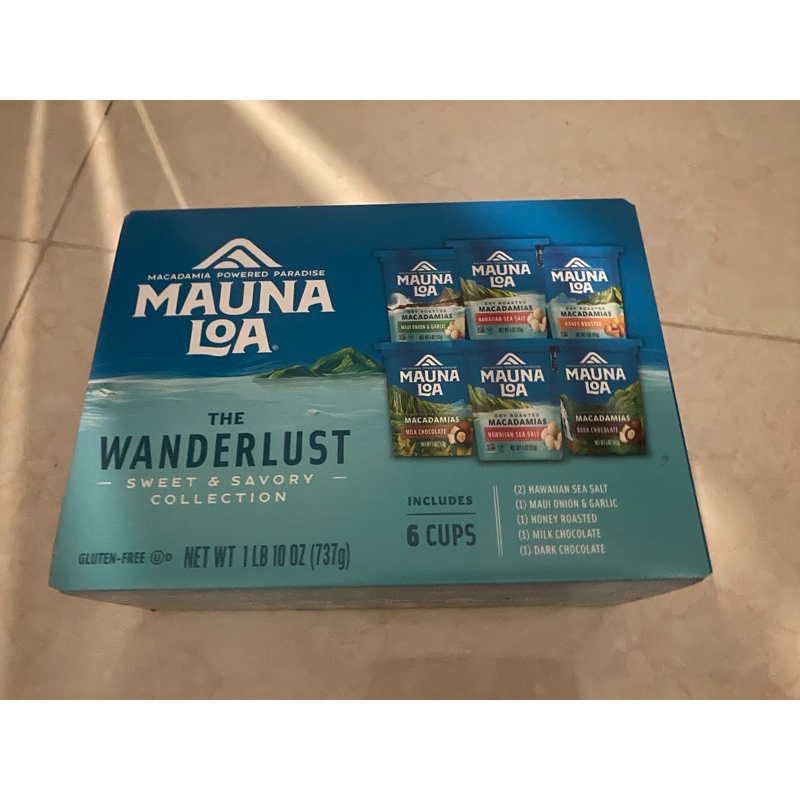 MACADAMIA POWERED PARADISE
MAUNA
LOA®
THE
WANDERLUST
SWEET & SAVORY
COLLECTION
GLUTEN-FREE Ⓤ D NET WT 1 LB 10 OZ (737g)
MAUNA
LOA
DRY ROASTED
MACADAMIAS
MAUI ONION & GARLIC
MAUNA
LOA
DRY ROASTED
MACADAMIAS
HAWAIIAN SEA SALT
MAUNA
LOA
DRY ROASTED
MACADAMIAS
HONEY ROASTED
MAUNA
LOA
MACADAMIAS
MILK CHOCOLATE
MAUNA
LOA
DRY ROASTED
MACADAMIAS
HAWAIIAN SEA SALT
MAUNA
LOA
MACADAMIAS
DARK CHOCOLATE
INCLUDES
6 CUPS
(2) HAWAIIAN SEA SALT
(1) MAUI ONION & GARLIC
(1) HONEY ROASTED
(1) MILK CHOCOLATE
(1) DARK CHOCOLATE